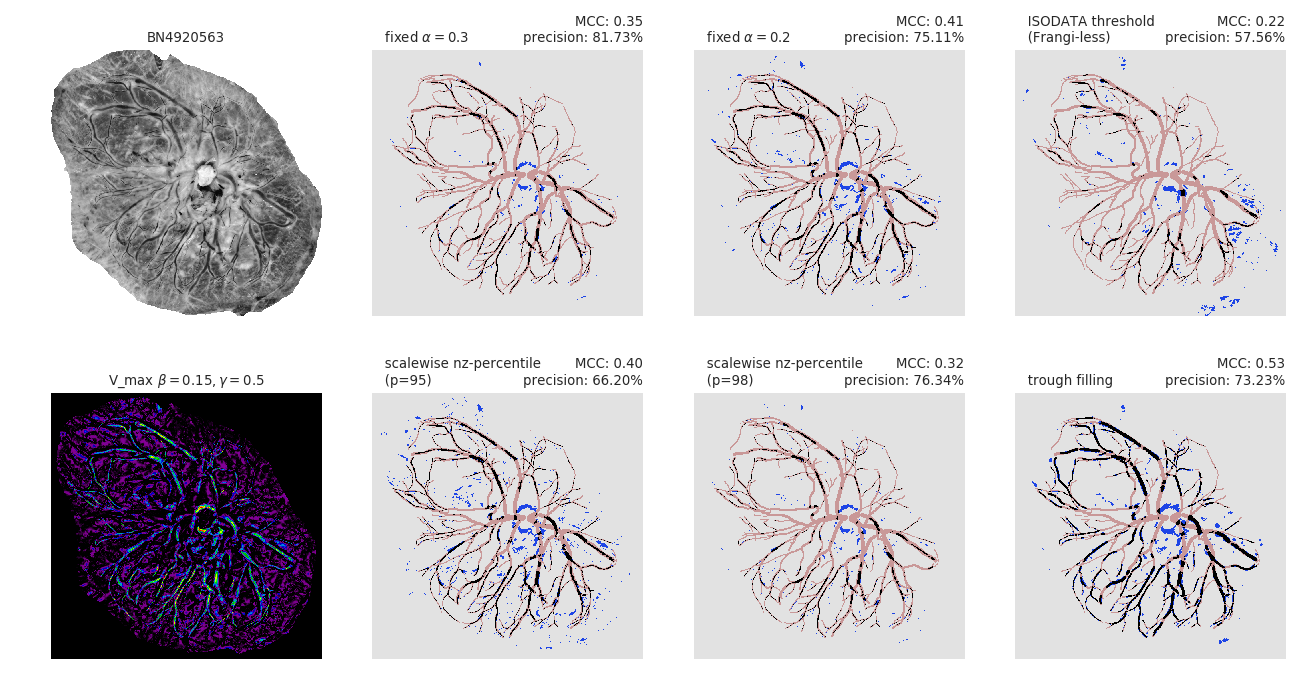 BN4920563
fixed α = 0.3
MCC: 0.35
precision: 81.73%
fixed α = 0.2
MCC: 0.41
precision: 75.11%
ISODATA threshold
(Frangi-less)
MCC: 0.22
precision: 57.56%
V_max β = 0.15, γ = 0.5
scalewise nz-percentile
(p=95)
MCC: 0.40
precision: 66.20%
scalewise nz-percentile
(p=98)
MCC: 0.32
precision: 76.34%
trough filling
MCC: 0.53
precision: 73.23%